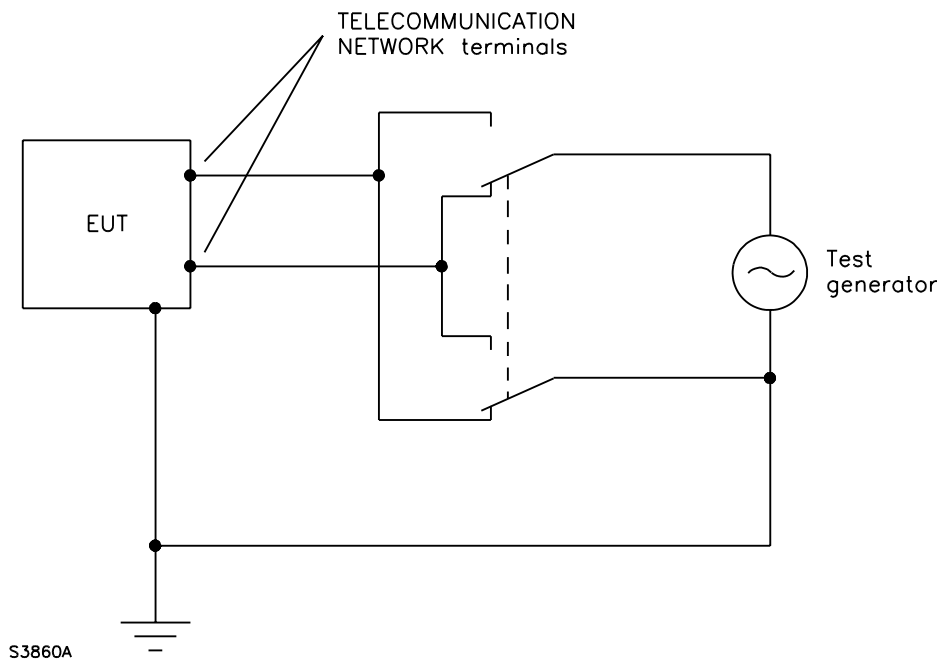 TELECOMMUNICATION
NETWORK terminals
EUT
Test
generator
S3860A